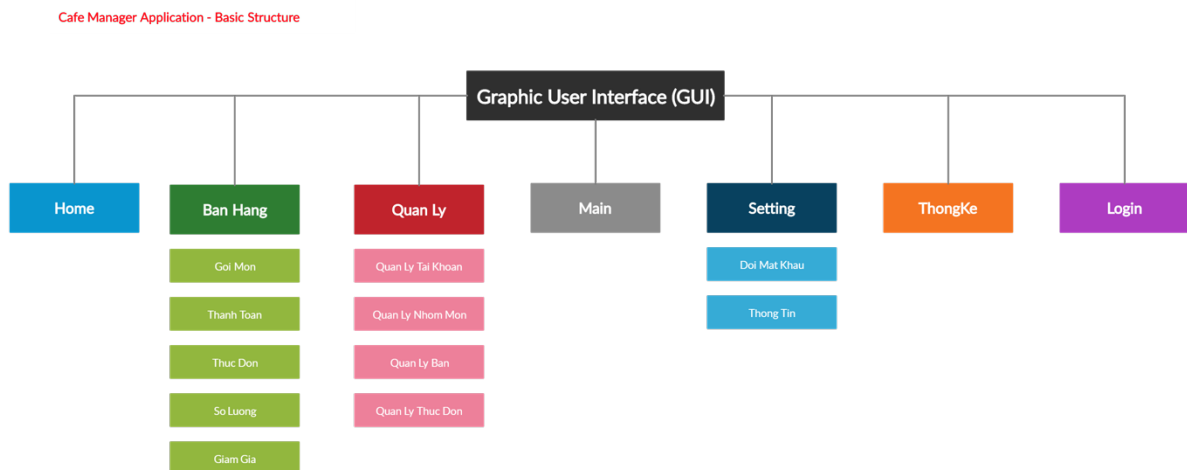 Cafe Manager Application - Basic Structure
Graphic User Interface (GUI)
Home
Ban Hang
Quan Ly
Main
Setting
ThongKe
Login
Goi Mon
Thanh Toan
Thuc Don
So Luong
Giam Gia
Quan Ly Tai Khoan
Quan Ly Nhom Mon
Quan Ly Ban
Quan Ly Thuc Don
Doi Mat Khau
Thong Tin